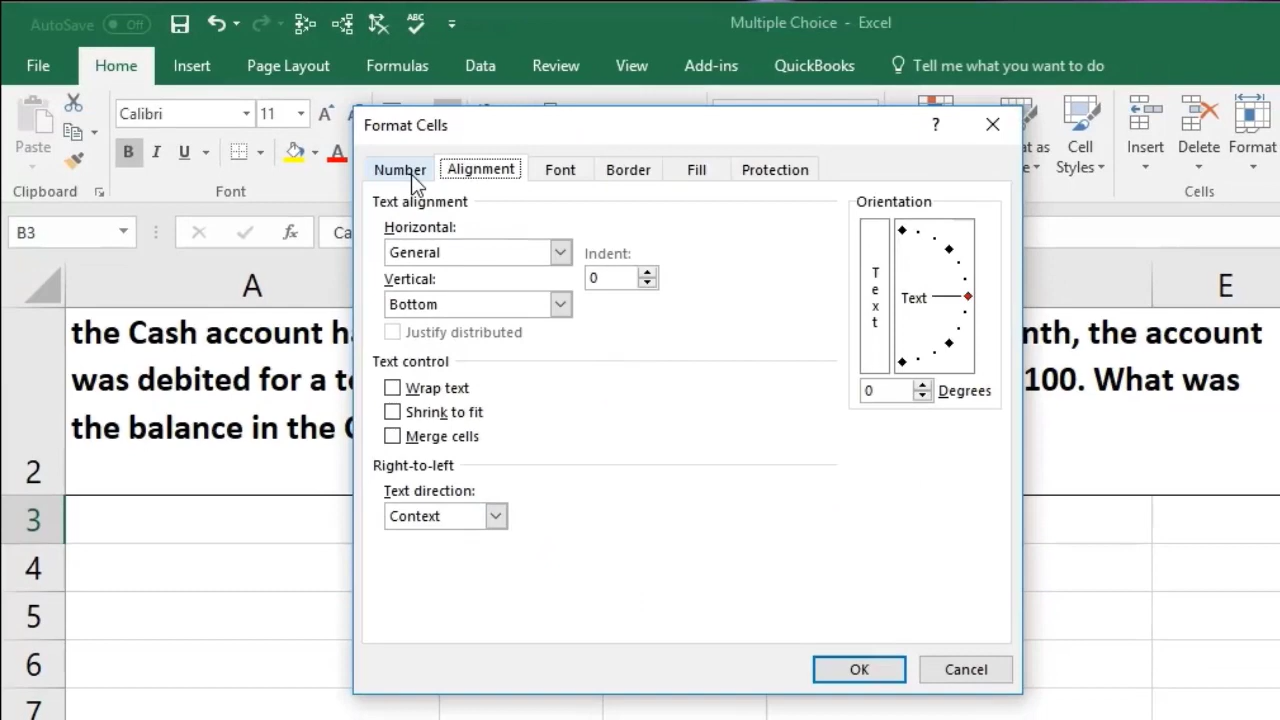 AutoSave Off
ABC
Multiple Choice - Excel
File Home Insert Page Layout Formulas Data Review View Add-ins QuickBooks Tell me what you want to do
Paste
Calibri 11
B I U A
Clipboard Font
Cell
Styles
Insert Delete Format
Cells
B3 fx
Format Cells ? ×
Number Alignment Font Border Fill Protection
Text alignment
Horizontal:
General
Indent:
0
Vertical:
Bottom
Justify distributed
Text control
Wrap text
Shrink to fit
Merge cells
Right-to-left
Text direction:
Context
Orientation
Text
Text
0 Degrees
OK Cancel
A E
the Cash account
the account
was debited for a
100. What was
the balance in the
2
3
4
5
6
7